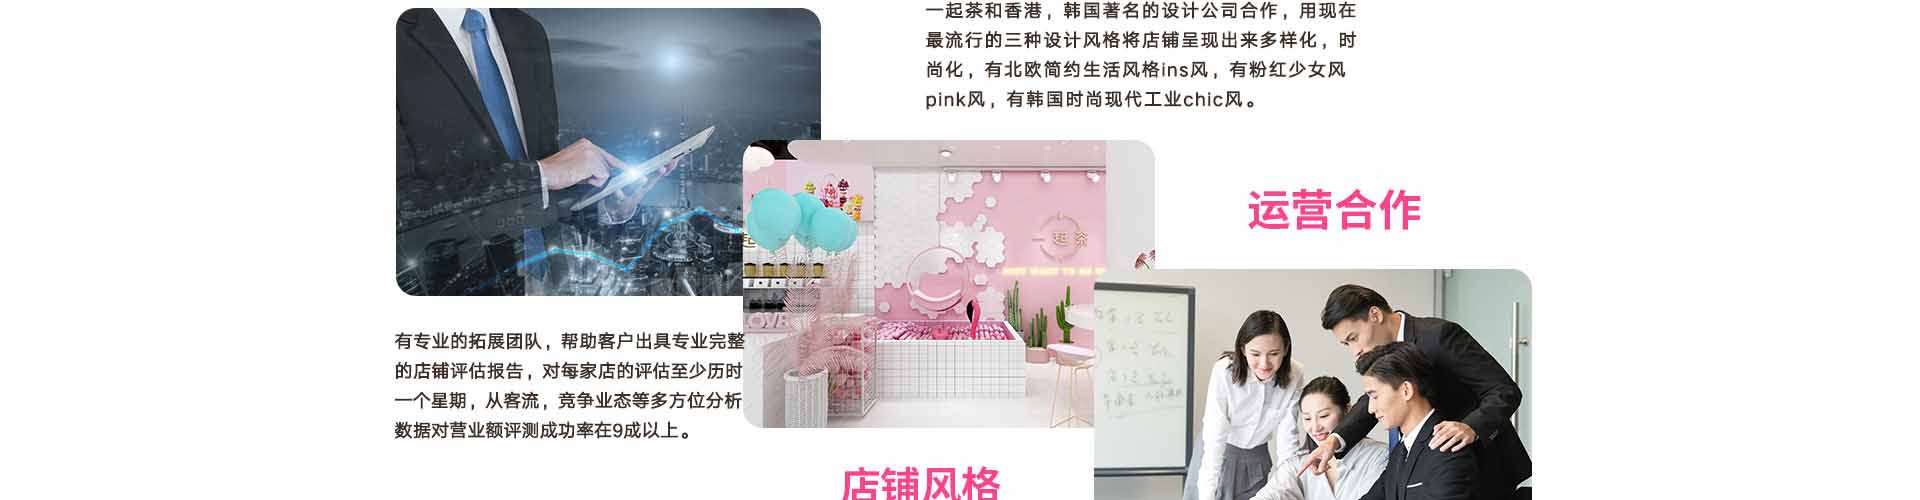 一起茶和香港，韩国著名的设计公司合作，用现在
最流行的三种设计风格将店铺呈现出来多样化，时
尚化，有北欧简约生活风格ins风，有粉红少女风
pink风，有韩国时尚现代工业chic风。
运营合作
一起茶
LOVE
有专业的拓展团队，帮助客户出具专业完整
的店铺评估报告，对每家店的评估至少历时
一个星期，从客流，竞争业态等多方位分析
数据对营业额评测成功率在9成以上。
店铺风格